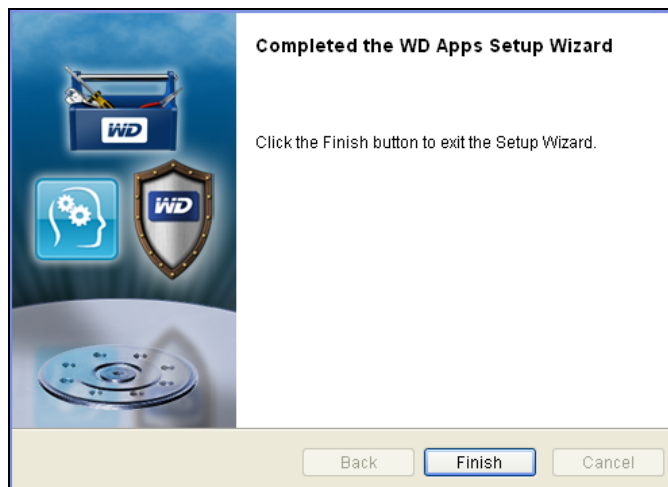 Completed the WD Apps Setup Wizard
Click the Finish button to exit the Setup Wizard.
WD
WD
Back
Finish
Cancel